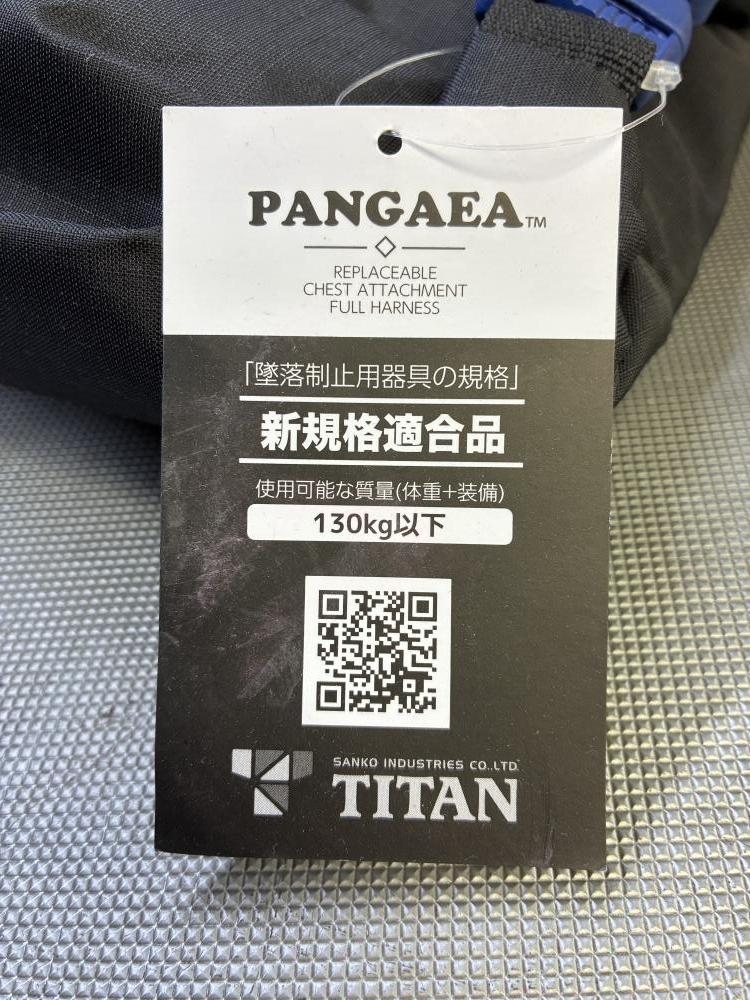 PANGAEA™
REPLACEABLE
CHEST ATTACHMENT
FULL HARNESS
「墜落制止用器具の規格」
新規格適合品
使用可能な質量(体重+装備)
130kg以下
SANKO INDUSTRIES CO.,LTD.
TITAN